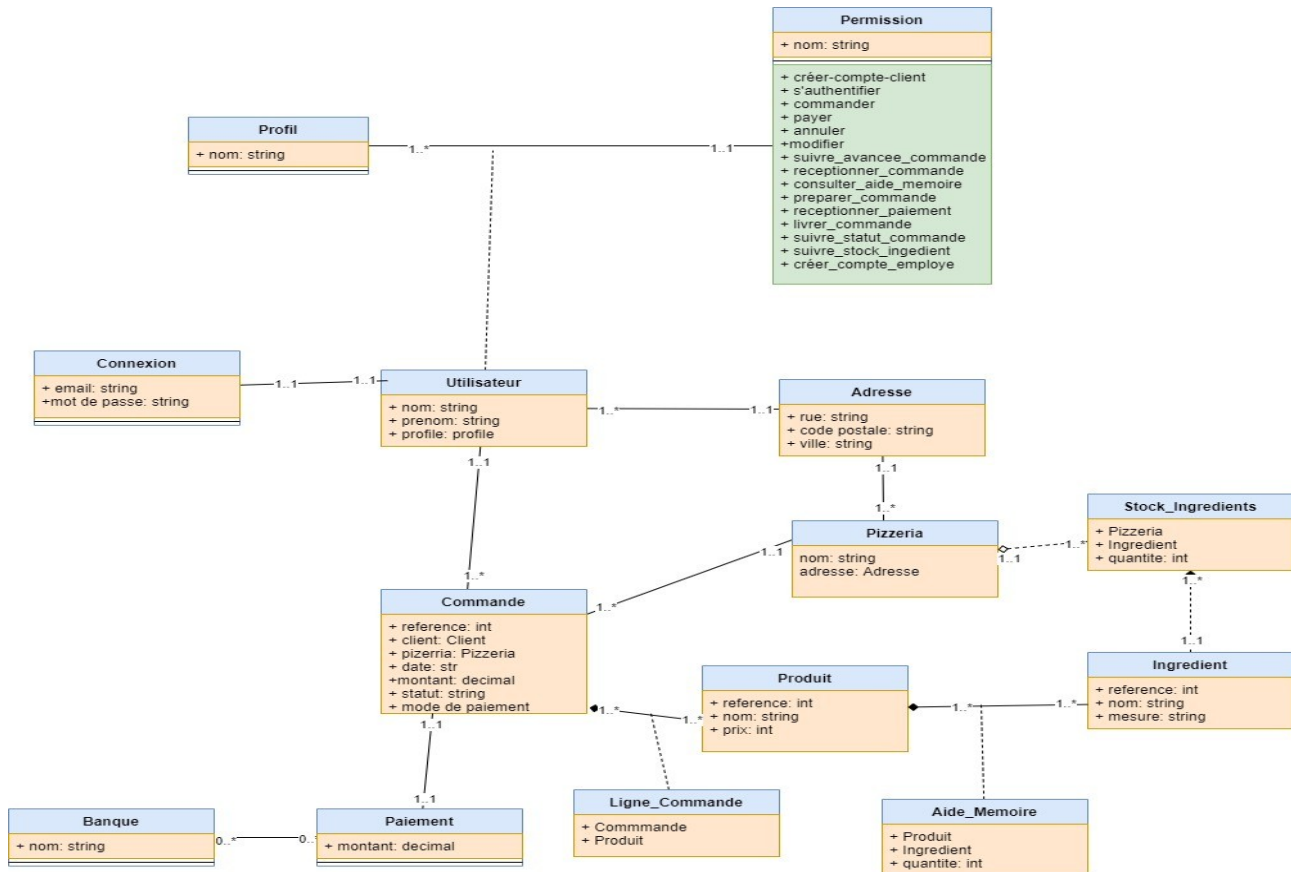 Permission
+ nom: string
+ créer-compte-client
+ s'authentifier
+ commander
+ payer
+ annuler
+modifier
+ suivre_avancee_commande
+ receptionner_commande
+ consulter_aide_memoire
+ preparer_commande
+ receptionner_paiement
+ livrer_commande
+ suivre_statut_commande
+ suivre_stock_ingedient
+ créer_compte_employe
Profil
+ nom: string
1..*
1..1
Connexion
+ email: string
+mot de passe: string
1..1
1..1
Utilisateur
+ nom: string
+ prenom: string
+ profile: profile
1..*
1..1
Adresse
+ rue: string
+ code postale: string
+ ville: string
1..1
1..*
1..1
1..*
Pizzeria
nom: string
adresse: Adresse
1..1
1..*
Stock_Ingredients
+ Pizzeria
+ Ingredient
+ quantite: int
1..*
1..1
1..1
1..*
Commande
+ reference: int
+ client: Client
+ pizerria: Pizzeria
+ date: str
+montant: decimal
+ statut: string
+ mode de paiement
1..*
1..*
Produit
+ reference: int
+ nom: string
+ prix: int
1..*
1..*
Ingredient
+ reference: int
+ nom: string
+ mesure: string
1..1
1..1
Ligne_Commande
+ Commmande
+ Produit
Aide_Memoire
+ Produit
+ Ingredient
+ quantite: int
Banque
+ nom: string
0..*
0..*
Paiement
+ montant: decimal